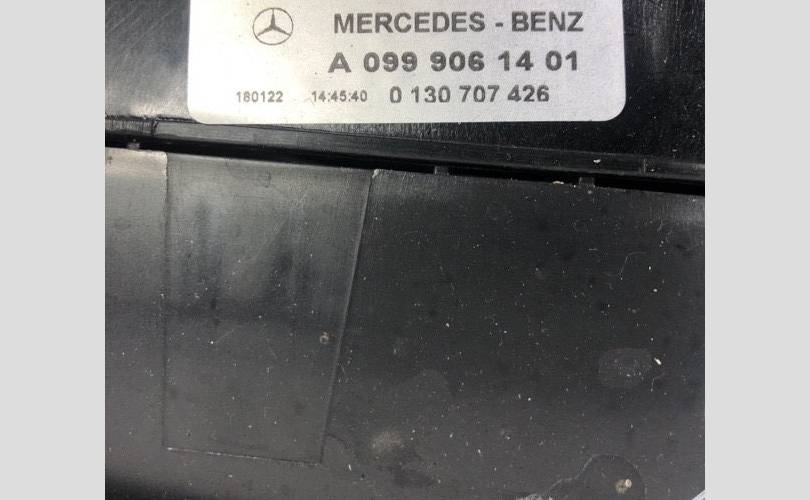 MERCEDES - BENZ
A 099 906 14 01
180122 14:45:40 0 130 707 426